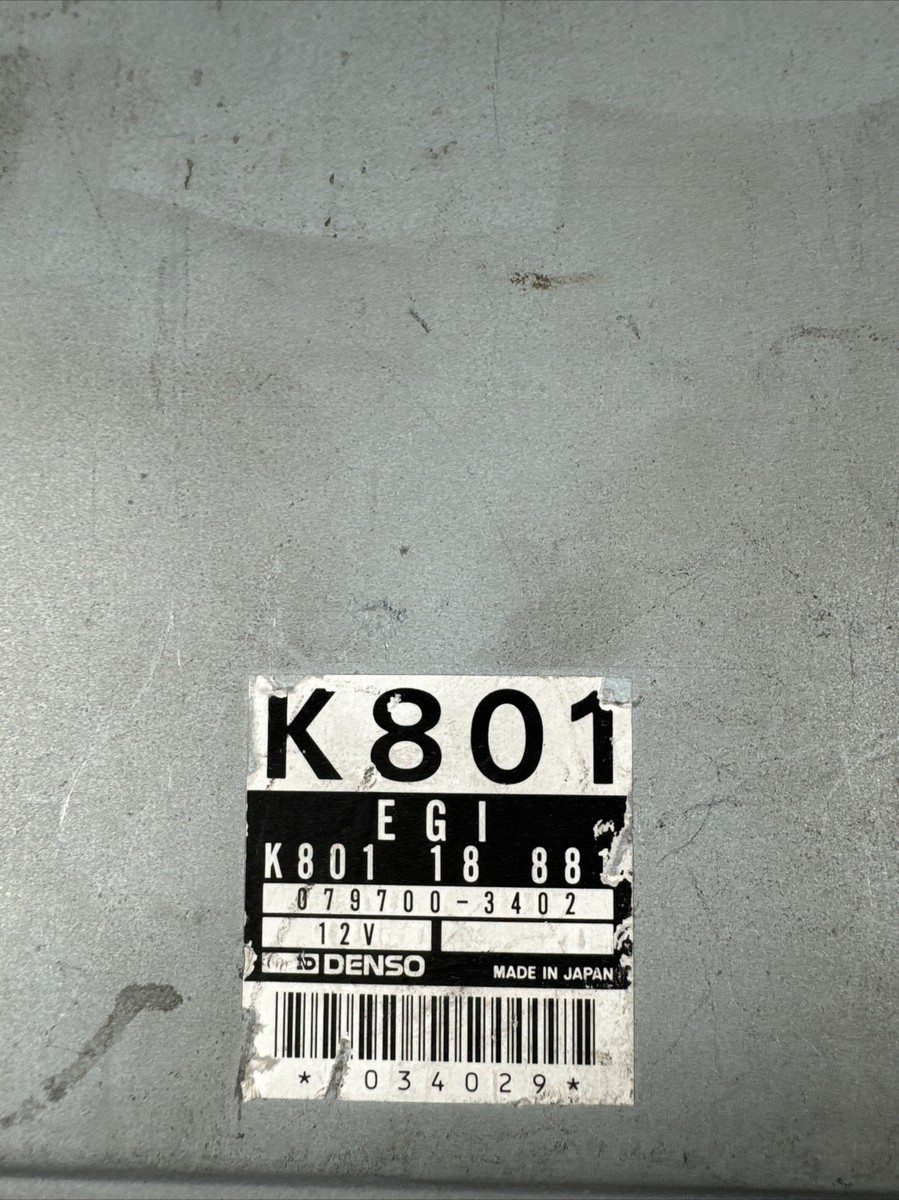 K801
EGI
K801 18 881
079700-3402
12V
DENSO
MADE IN JAPAN
*034029*